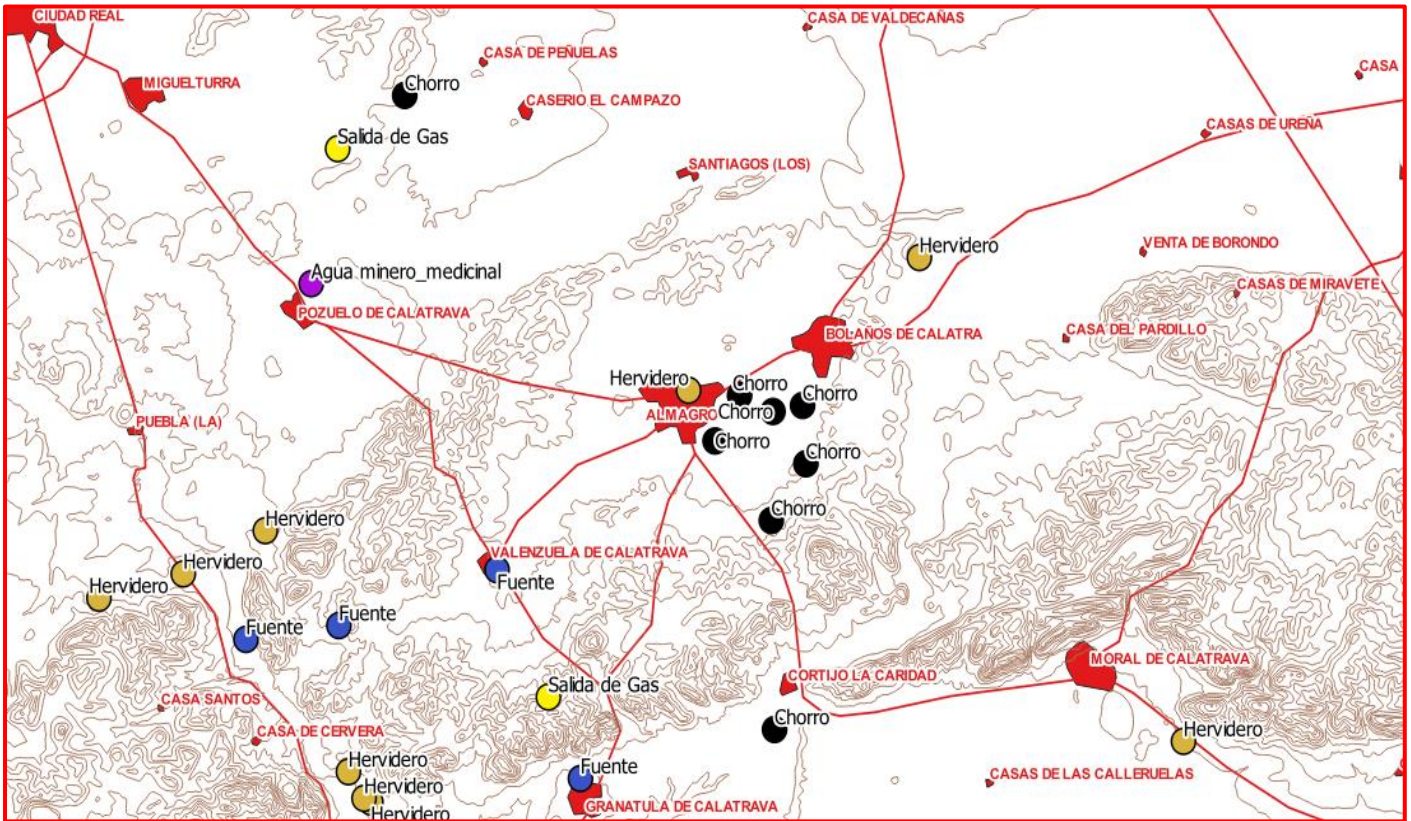 CIUDAD REAL
CASA DE VALDECAÑAS
CASA DE PEÑUELAS
CASA
MIGUELTURRA
Chorro
CASERIO EL CAMPAZO
CASAS DE UREÑA
Salida de Gas
SANTIAGOS (LOS)
Hervidero
VENTA DE BORONDO
Agua minero_medicinal
CASAS DE MIRAVETE
POZUELO DE CALATRAVA
CASA DEL PARDILLO
BOLAÑOS DE CALATRA
Hervidero
Chorro
Chorro
PUEBLA (LA)
ALMAGRO
Chorro
Chorro
Chorro
Chorro
Hervidero
VALENZUELA DE CALATRAVA
Hervidero
Fuente
Hervidero
Fuente
Fuente
MORAL DE CALATRAVA
CORTIJO LA CARIDAD
Salida de Gas
CASA SANTOS
Chorro
CASA DE CERVERA
Hervidero
Hervidero
Fuente
CASAS DE LAS CALLERUELAS
Hervidero
GRANATULA DE CALATRAVA
Hervidero